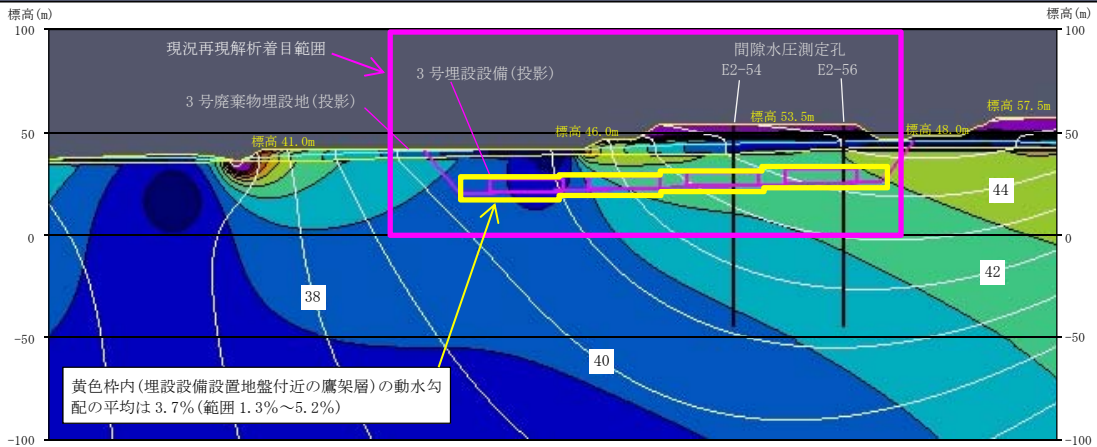 標高(m)
標高(m)
100
100
現況再現解析着目範囲
間隙水圧測定孔
3号埋設設備(投影)
E2-54
E2-56
3号廃棄物埋設地(投影)
標高 57.5m
標高 53.5m
標高 41.0m
標高 46.0m
標高 48.0m
50
50
44
0
0
42
38
-50
-50
40
黄色枠内(埋設設備設置地盤付近の鷹架層)の動水勾
配の平均は 3.7%(範囲 1.3%~5.2%)
-100
-100